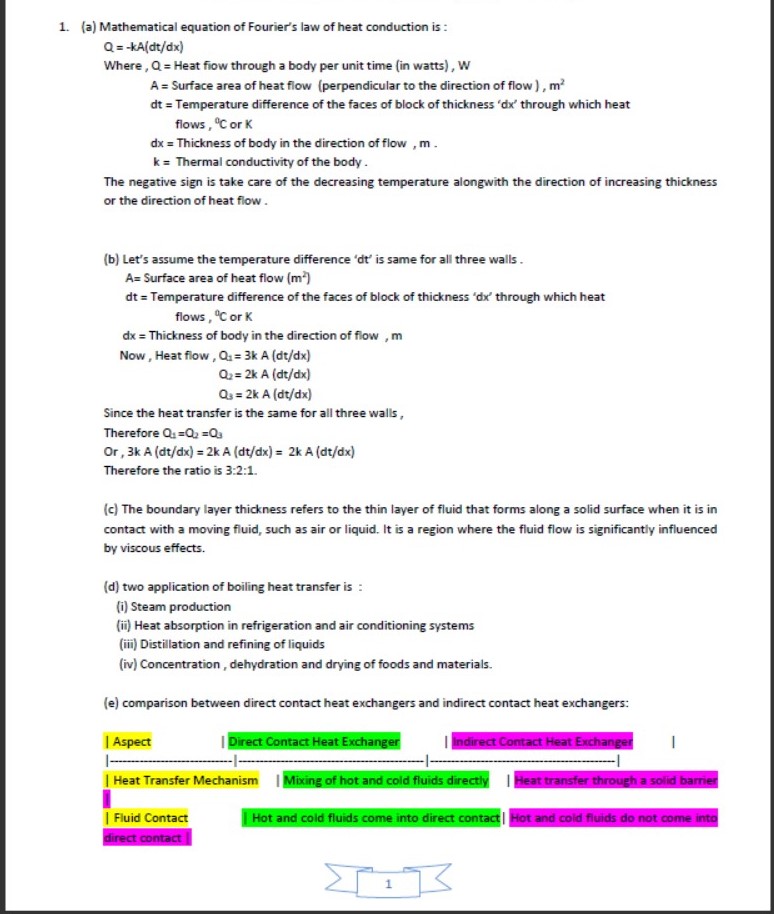 1. (a) Mathematical equation of Fourier's law of heat conduction is :
Q = -kA(dt/dx)
Where , Q = Heat flow through a body per unit time (in watts) , W
A = Surface area of heat flow (perpendicular to the direction of flow ) , m²
dt = Temperature difference of the faces of block of thickness ‘dx’ through which heat
flows , ⁰C or K
dx = Thickness of body in the direction of flow , m .
k = Thermal conductivity of the body .
The negative sign is take care of the decreasing temperature alongwith the direction of increasing thickness
or the direction of heat flow .
(b) Let’s assume the temperature difference ‘dt’ is same for all three walls .
A= Surface area of heat flow (m²)
dt = Temperature difference of the faces of block of thickness ‘dx’ through which heat
flows , ⁰C or K
dx = Thickness of body in the direction of flow , m
Now , Heat flow , Q₁ = 3k A (dt/dx)
Q₂ = 2k A (dt/dx)
Q₃ = 2k A (dt/dx)
Since the heat transfer is the same for all three walls ,
Therefore Q₁ =Q₂ =Q₃
Or , 3k A (dt/dx) = 2k A (dt/dx) = 2k A (dt/dx)
Therefore the ratio is 3:2:1.
(c) The boundary layer thickness refers to the thin layer of fluid that forms along a solid surface when it is in
contact with a moving fluid, such as air or liquid. It is a region where the fluid flow is significantly influenced
by viscous effects.
(d) two application of boiling heat transfer is :
(i) Steam production
(ii) Heat absorption in refrigeration and air conditioning systems
(iii) Distillation and refining of liquids
(iv) Concentration , dehydration and drying of foods and materials.
(e) comparison between direct contact heat exchangers and indirect contact heat exchangers:
| Aspect | Direct Contact Heat Exchanger | Indirect Contact Heat Exchanger |
|----------------------------|-------------------------------------------|------------------------------------------|
| Heat Transfer Mechanism | Mixing of hot and cold fluids directly | Heat transfer through a solid barrier
|
| Fluid Contact | Hot and cold fluids come into direct contact | Hot and cold fluids do not come into
direct contact |
1